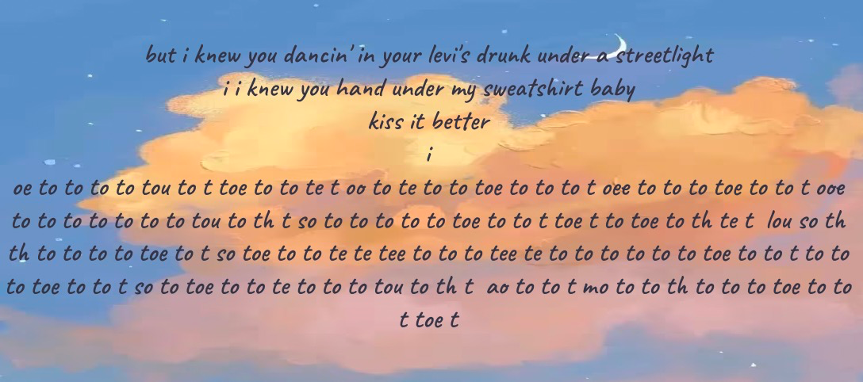 but i knew you dancin' in your levi's drunk under a streetlight
i i knew you hand under my sweatshirt baby
kiss it better
i
oe to to to to tou to t toe to to te t oo to te to to toe to to to t oee to to to toe to to t ooe
to to to to to to to tou to th t so to to to to to toe to to t toe t to toe to th te t lou so th
th to to to to toe to t so toe to to te te tee to to to tee te to to to to to to toe to to t to to
to toe to to t so to toe to to te to to to to tou to th t ao to to t mo to to th to to to toe to to
t toe t